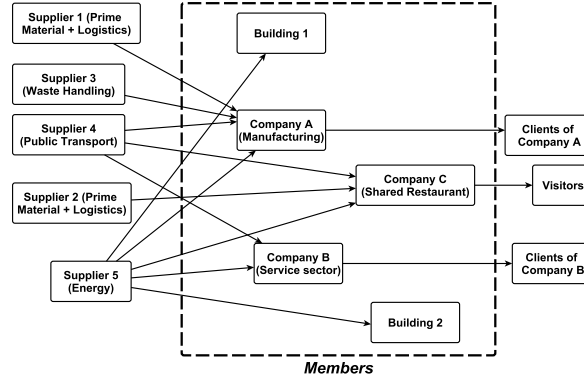 Supplier 1 (Prime
Material + Logistics)
Building 1
Supplier 3
(Waste Handling)
Company A
(Manufacturing)
Supplier 4
(Public Transport)
Clients of
Company A
Company C
(Shared Restaurant)
Visitors
Supplier 2 (Prime
Material + Logistics)
Company B
(Service sector)
Clients of
Company B
Supplier 5
(Energy)
Building 2
Members